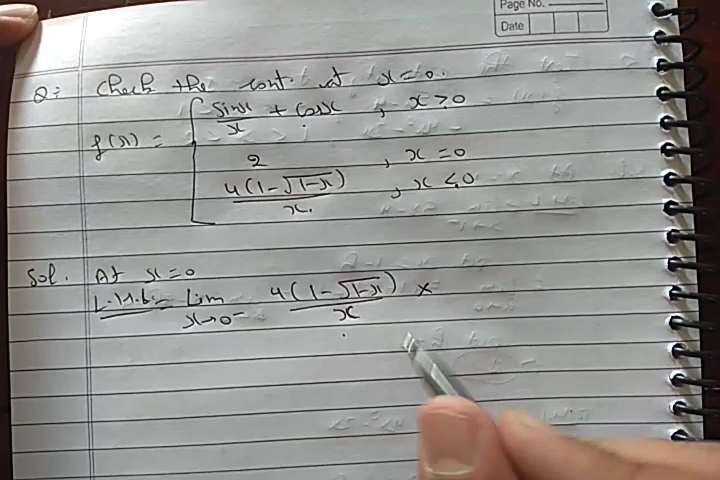 Page No.
Date
Q: Check the cont. at x=0.
f(x) = { sinx/x + cosx , x>0
2 , x=0
4(1-√1-x)/x , x<0
Sol. At x=0
L.H.L. = Lim x→0⁻ 4(1-√1-x)/x ×